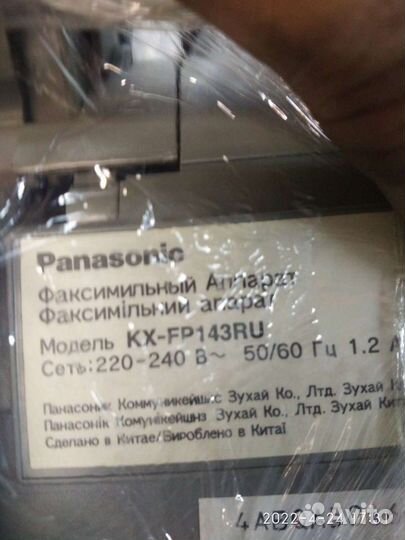 Panasonic
Факсимильный Аппарат
Факсимільний апарат
Модель KX-FP143RU
Сеть:220-240 В~ 50/60 Гц 1.2 A
Панасоник Коммуникейшнс Зухай Ко., Лтд. Зухай, К
Панасонік Комунікейшнз Зухай Ко., Лтд. Зухай, К
Сделано в Китае/Вироблено в Китаї
2022-4-24 17:31
Avito